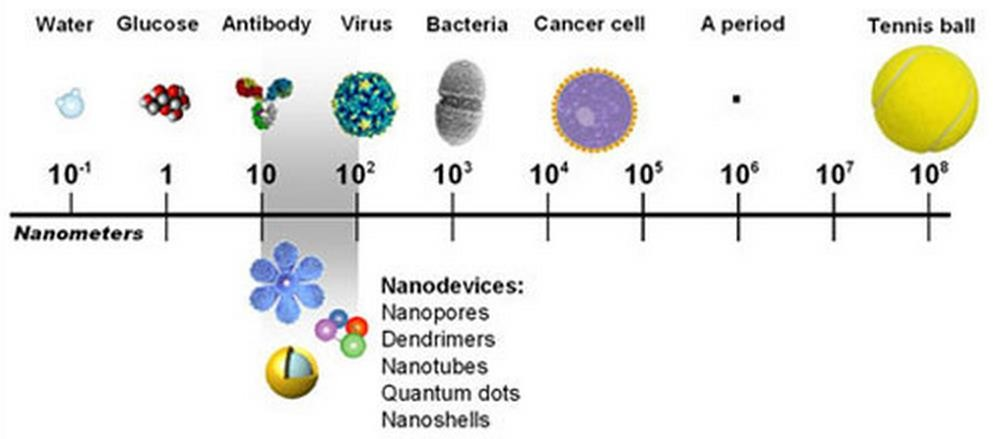 Water Glucose Antibody Virus Bacteria Cancer cell A period Tennis ball
10⁻¹ 1 10 10² 10³ 10⁴ 10⁵ 10⁶ 10⁷ 10⁸
Nanometers
Nanodevices:
Nanopores
Dendrimers
Nanotubes
Quantum dots
Nanoshells